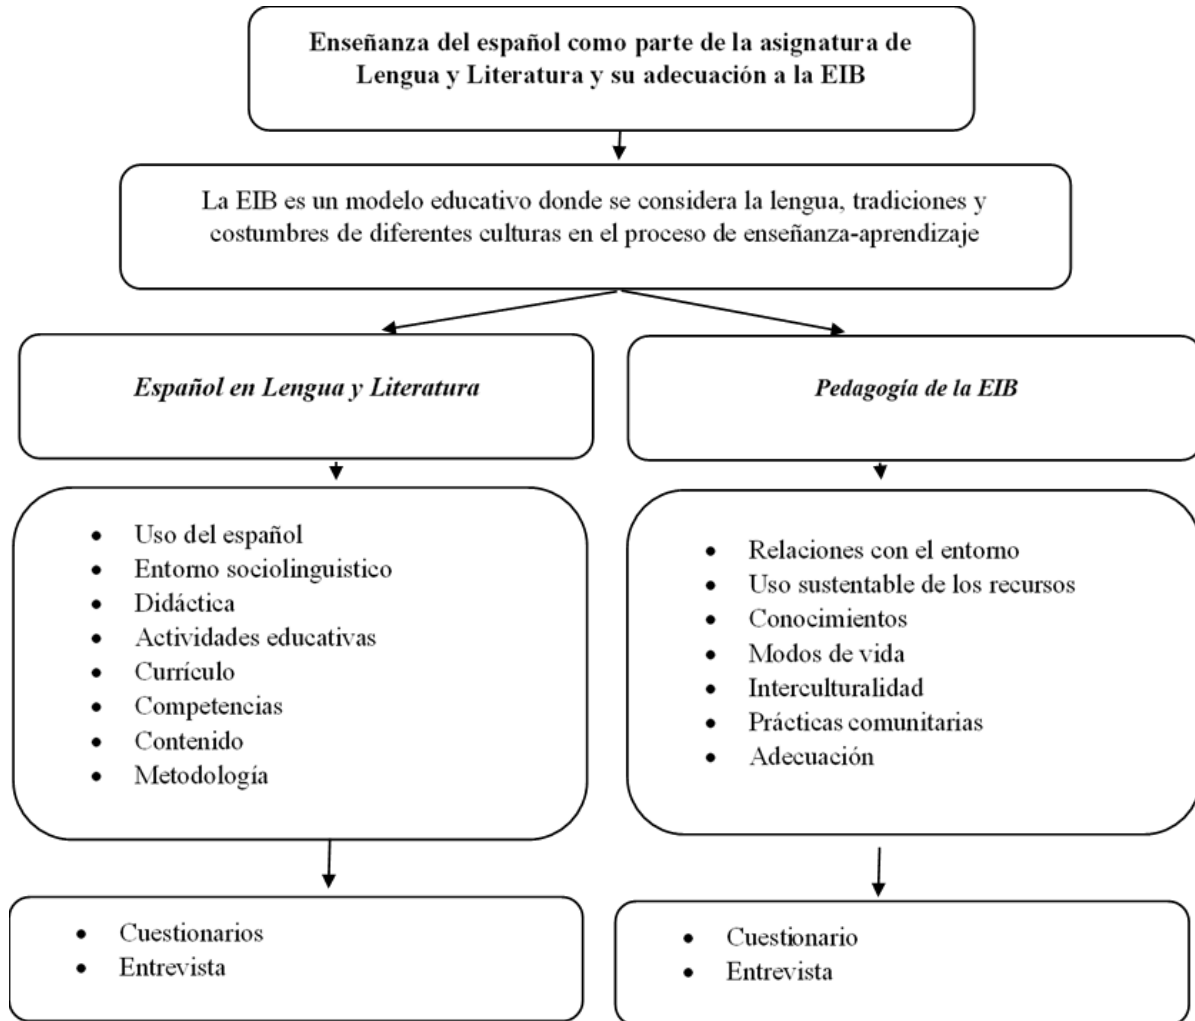 Enseñanza del español como parte de la asignatura de
Lengua y Literatura y su adecuación a la EIB
La EIB es un modelo educativo donde se considera la lengua, tradiciones y
costumbres de diferentes culturas en el proceso de enseñanza-aprendizaje
Español en Lengua y Literatura
Pedagogía de la EIB
• Uso del español
• Entorno sociolinguistico
• Didáctica
• Actividades educativas
• Currículo
• Competencias
• Contenido
• Metodología
• Relaciones con el entorno
• Uso sustentable de los recursos
• Conocimientos
• Modos de vida
• Interculturalidad
• Prácticas comunitarias
• Adecuación
• Cuestionarios
• Entrevista
• Cuestionario
• Entrevista